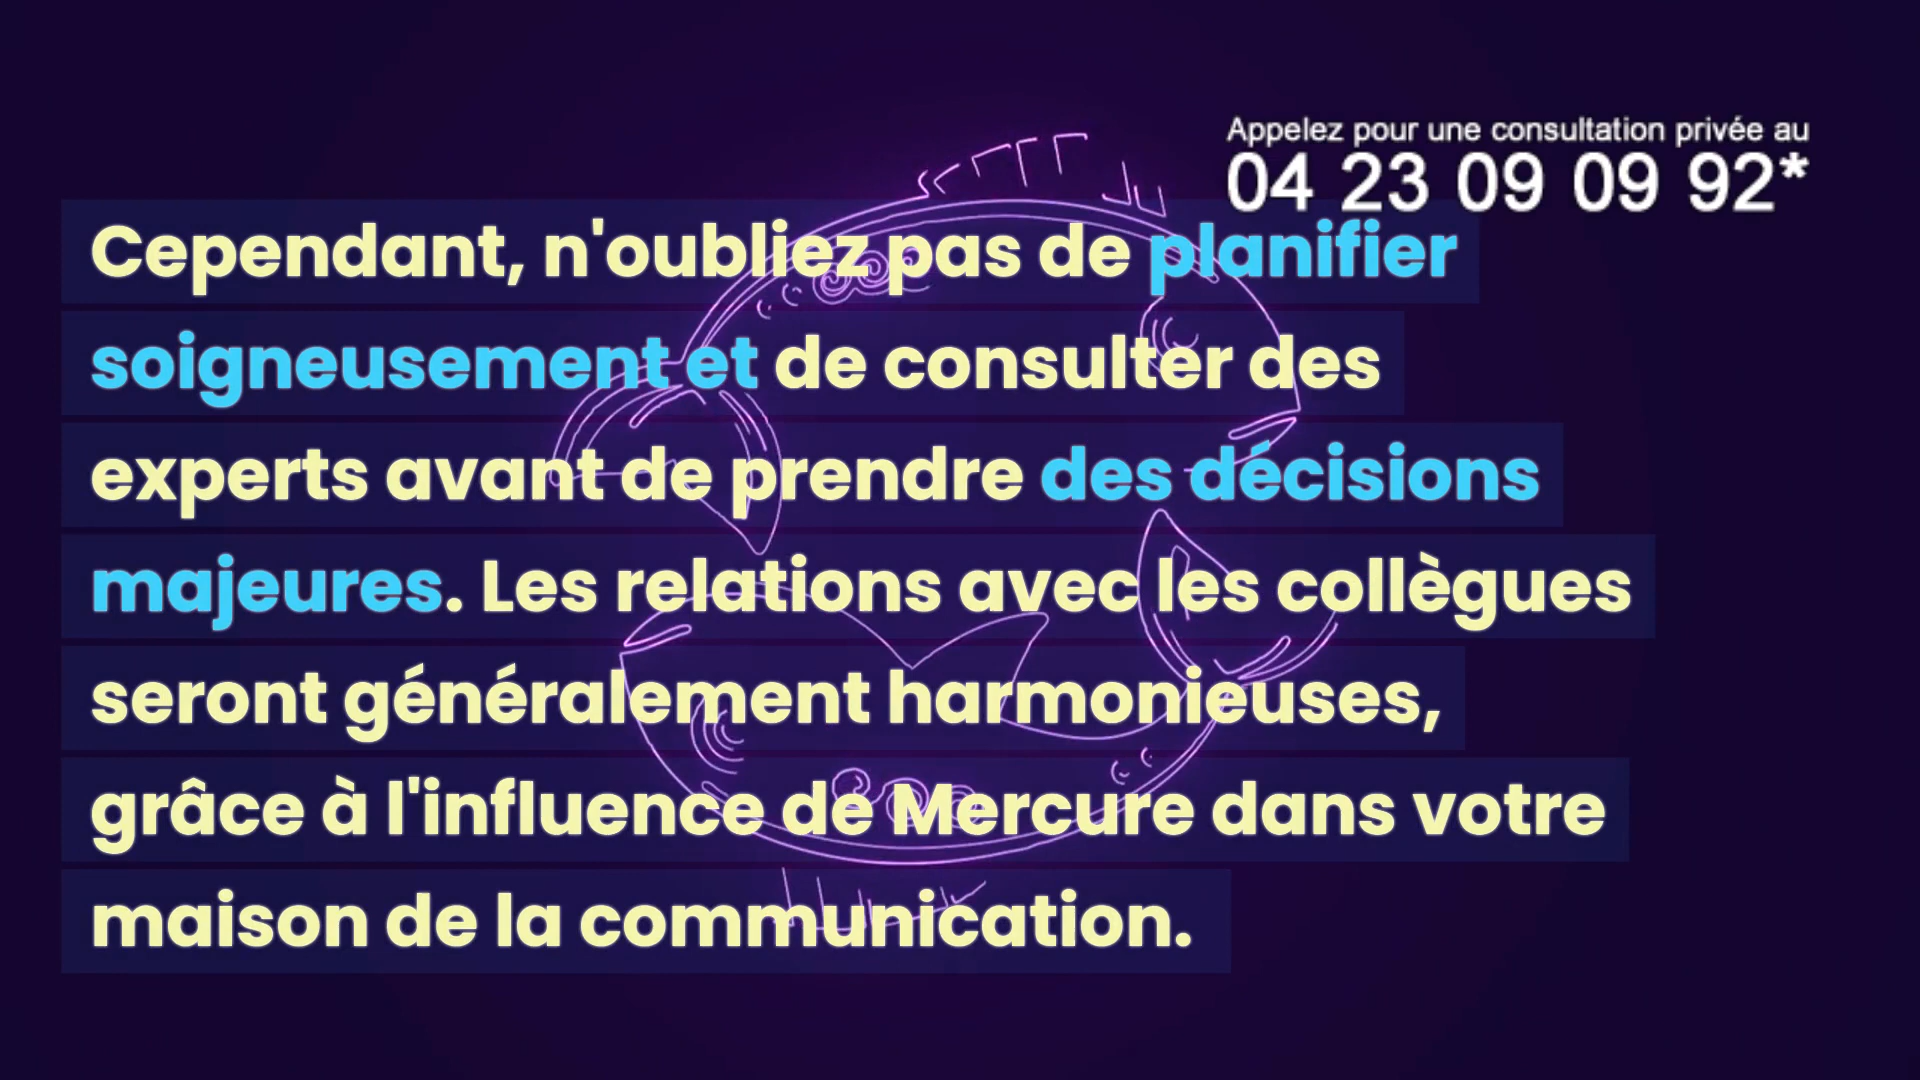 Appelez pour une consultation privée au
04 23 09 09 92*
Cependant, n'oubliez pas de planifier
soigneusement et de consulter des
experts avant de prendre des décisions
majeures. Les relations avec les collègues
seront généralement harmonieuses,
grâce à l'influence de Mercure dans votre
maison de la communication.